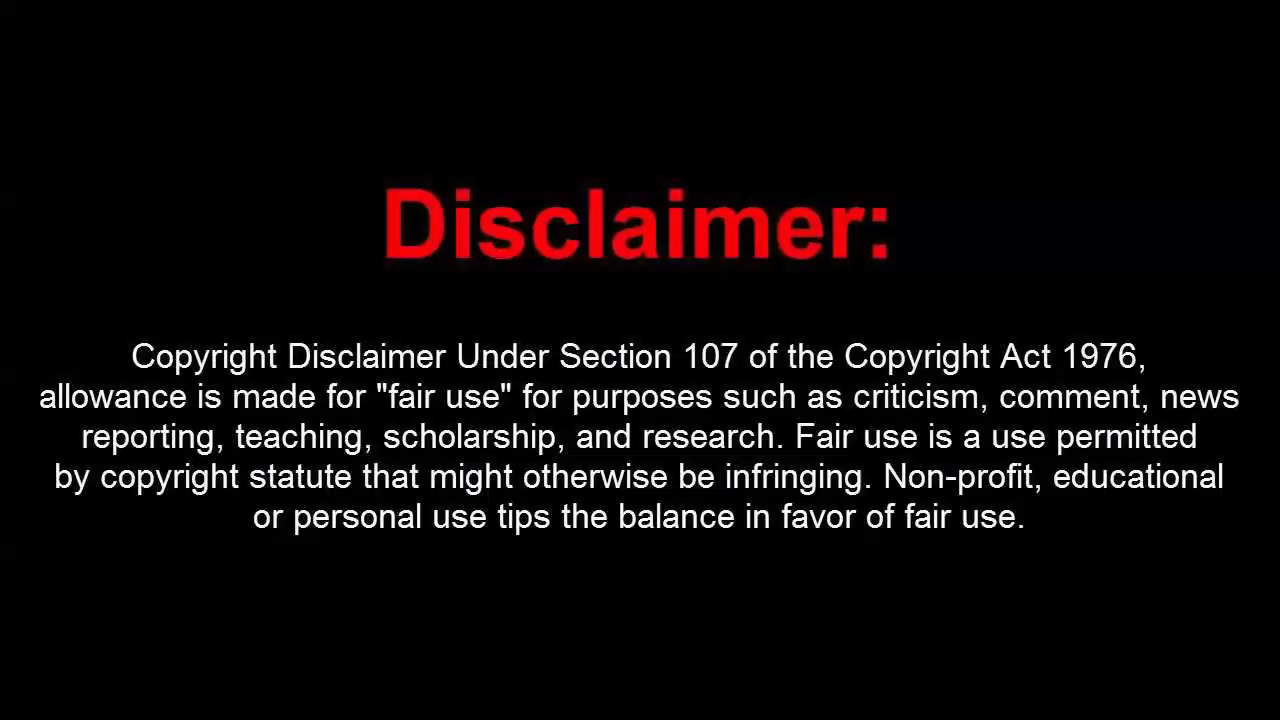 Disclaimer:
Copyright Disclaimer Under Section 107 of the Copyright Act 1976,
allowance is made for "fair use" for purposes such as criticism, comment, news
reporting, teaching, scholarship, and research. Fair use is a use permitted
by copyright statute that might otherwise be infringing. Non-profit, educational
or personal use tips the balance in favor of fair use.